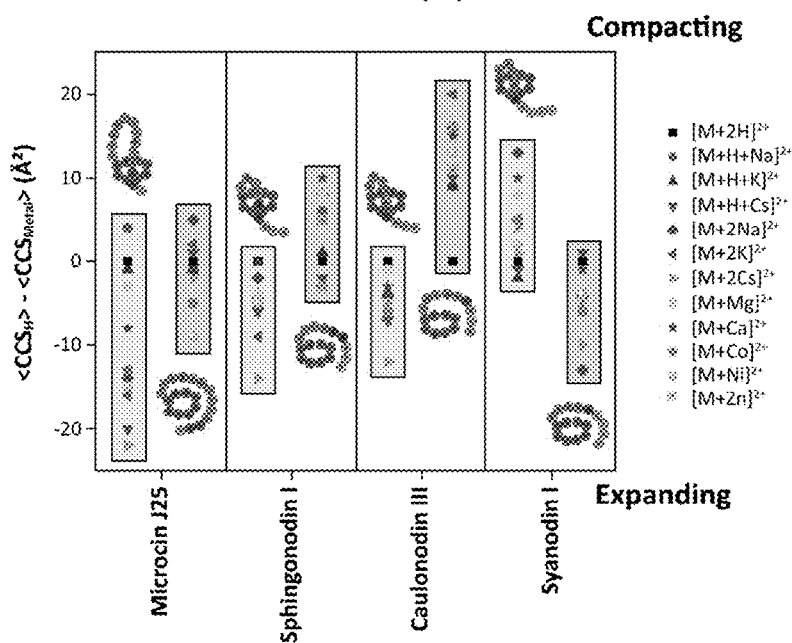 Compacting
<CCS_H> - <CCS_Metal> (Å²)
20
10
0
-10
-20
[M+2H]²⁺
[M+H+Na]²⁺
[M+H+K]²⁺
[M+H+Cs]²⁺
[M+2Na]²⁺
[M+2K]²⁺
[M+2Cs]²⁺
[M+Mg]²⁺
[M+Ca]²⁺
[M+Co]²⁺
[M+Ni]²⁺
[M+Zn]²⁺
Expanding
Microcin J25
Sphingonodin I
Caulonodin III
Syanodin I